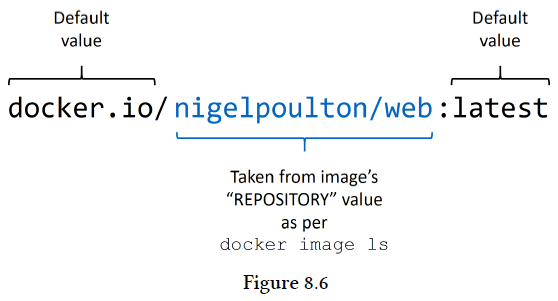 Default
value
Default
value
docker.io/nigelpoulton/web:latest
Taken from image's
“REPOSITORY” value
as per
docker image ls
Figure 8.6